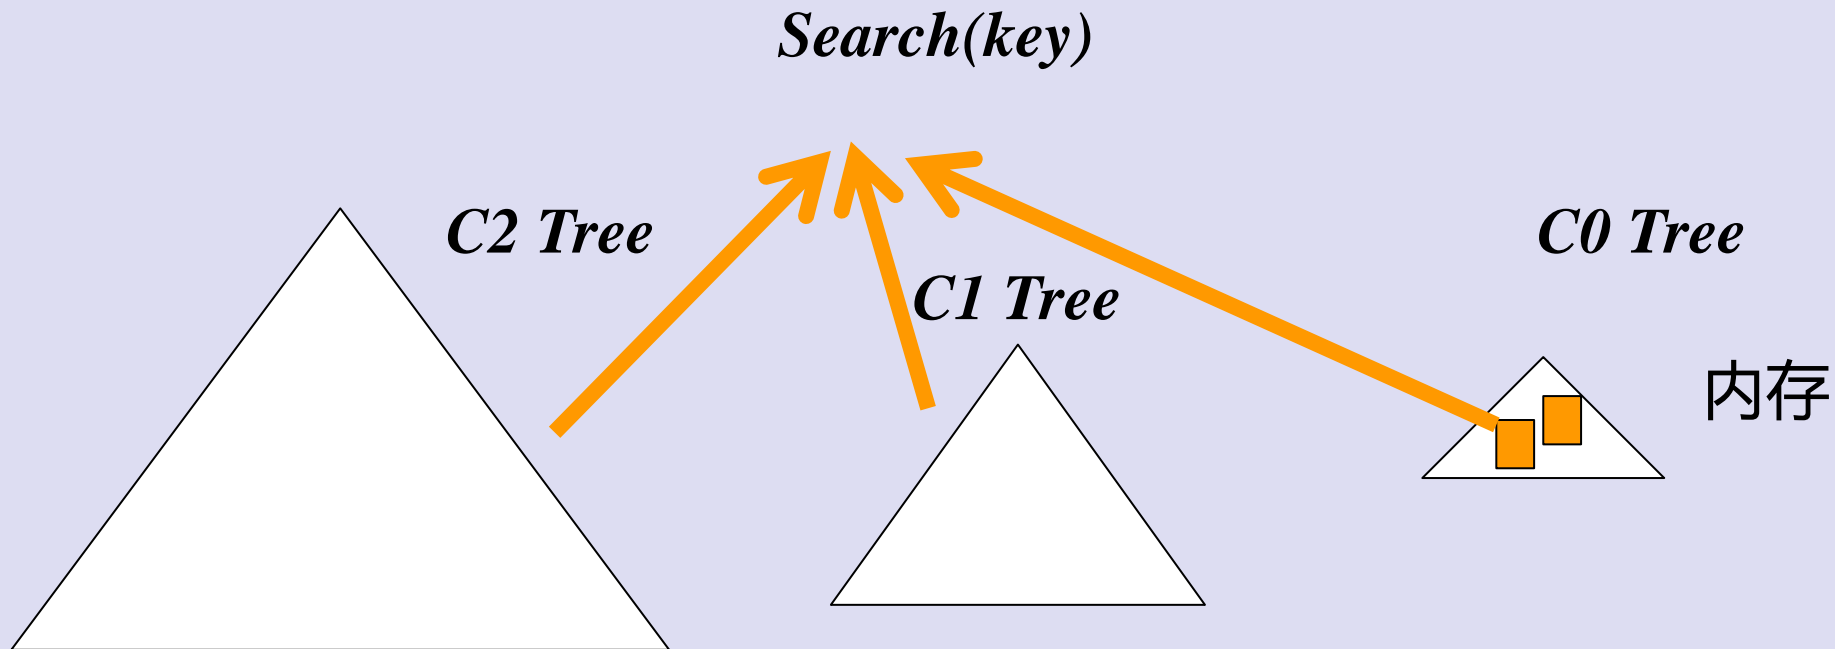 Search(key)
C2 Tree
C0 Tree
C1 Tree
内存